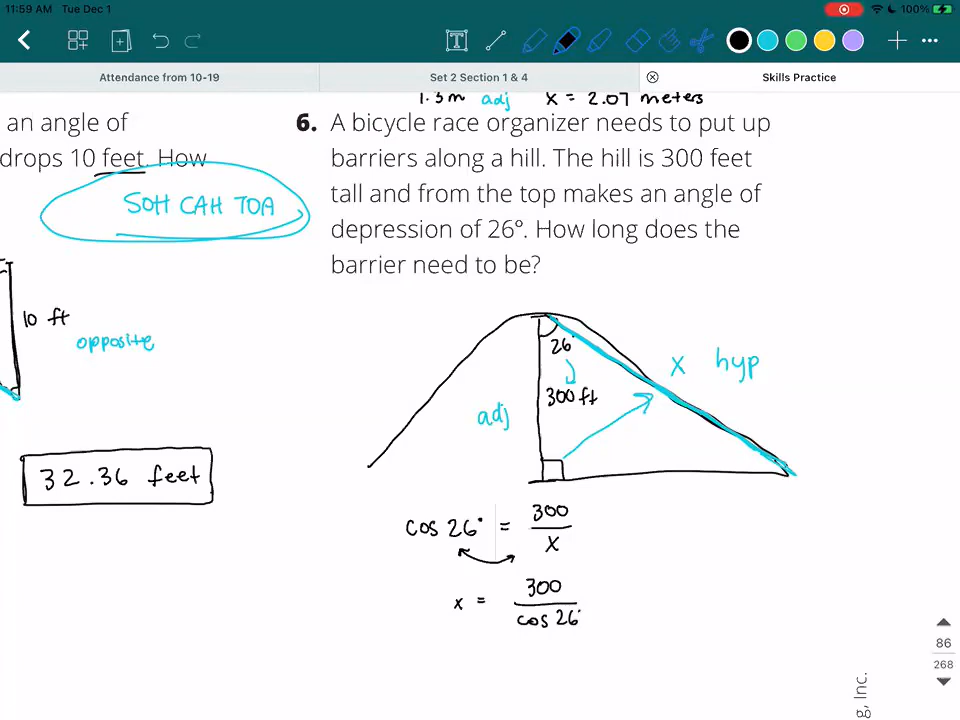 11:59 AM Tue Dec 1
100%
Attendance from 10-19
Set 2 Section 1 & 4
Skills Practice
1.3 m adj x = 2.07 meters
an angle of
drops 10 feet. How
SOH CAH TOA
10 ft
opposite
32.36 feet
6. A bicycle race organizer needs to put up
barriers along a hill. The hill is 300 feet
tall and from the top makes an angle of
depression of 26°. How long does the
barrier need to be?
26°
300 ft
x hyp
adj
cos 26° = 300/x
x = 300/cos 26°
86
268
g, Inc.